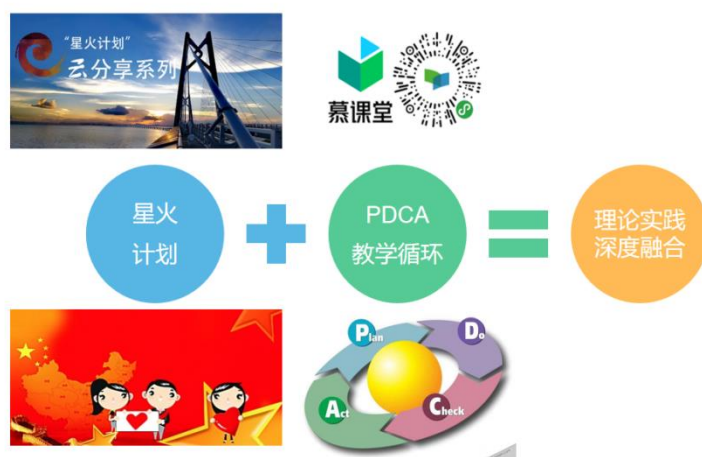 “星火计划”
云分享系列
慕课堂
星火
计划
PDCA
教学循环
理论实践
深度融合
Plan
Do
Act
Check